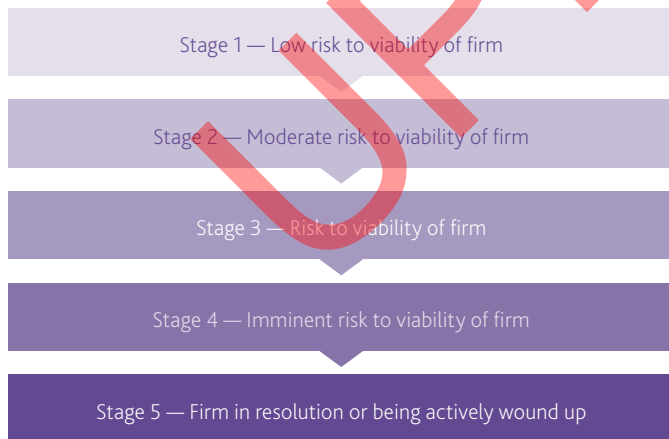 Stage 1 — Low risk to viability of firm
Stage 2 — Moderate risk to viability of firm
Stage 3 — Risk to viability of firm
Stage 4 — Imminent risk to viability of firm
Stage 5 — Firm in resolution or being actively wound up